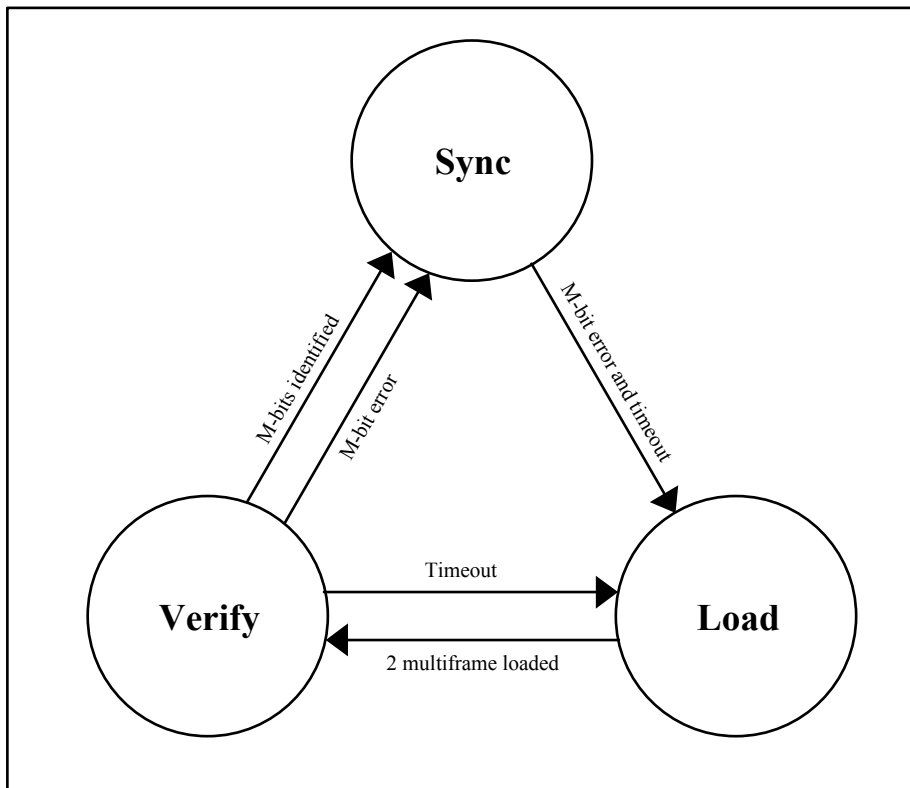 Sync
M-bits identified
M-bit error
M-bit error and timeout
Timeout
Verify
Load
2 multiframe loaded